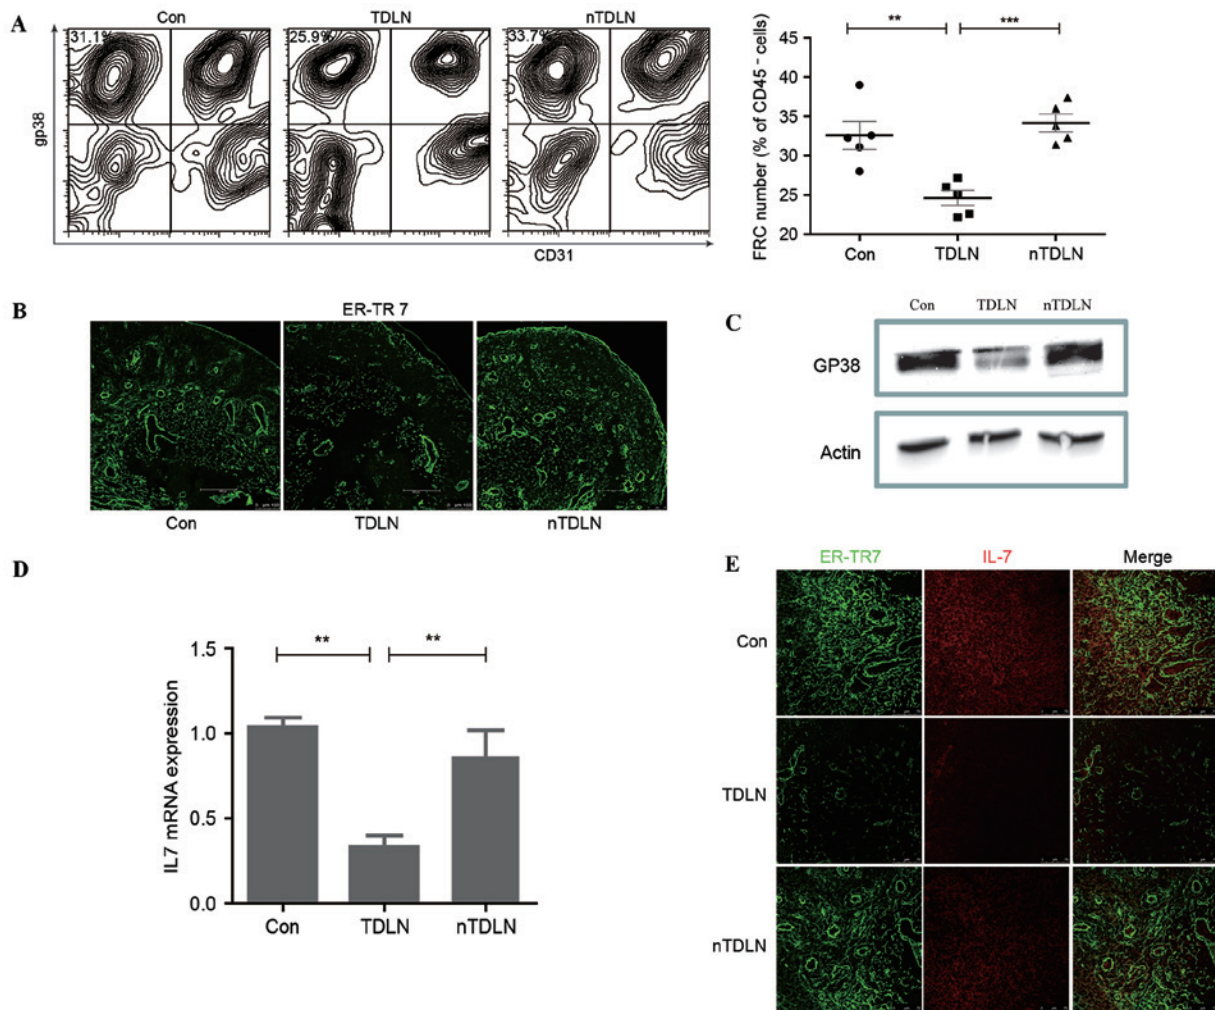 A
Con
TDLN
nTDLN
31.1%
25.9%
33.7%
gp38
CD31
**
***
FRC number (% of CD45⁻ cells)
45
40
35
30
25
20
Con
TDLN
nTDLN
B
ER-TR 7
Con
TDLN
nTDLN
C
Con
TDLN
nTDLN
GP38
Actin
D
**
**
IL7 mRNA expression
1.5
1.0
0.5
0.0
Con
TDLN
nTDLN
E
ER-TR7
IL-7
Merge
Con
TDLN
nTDLN